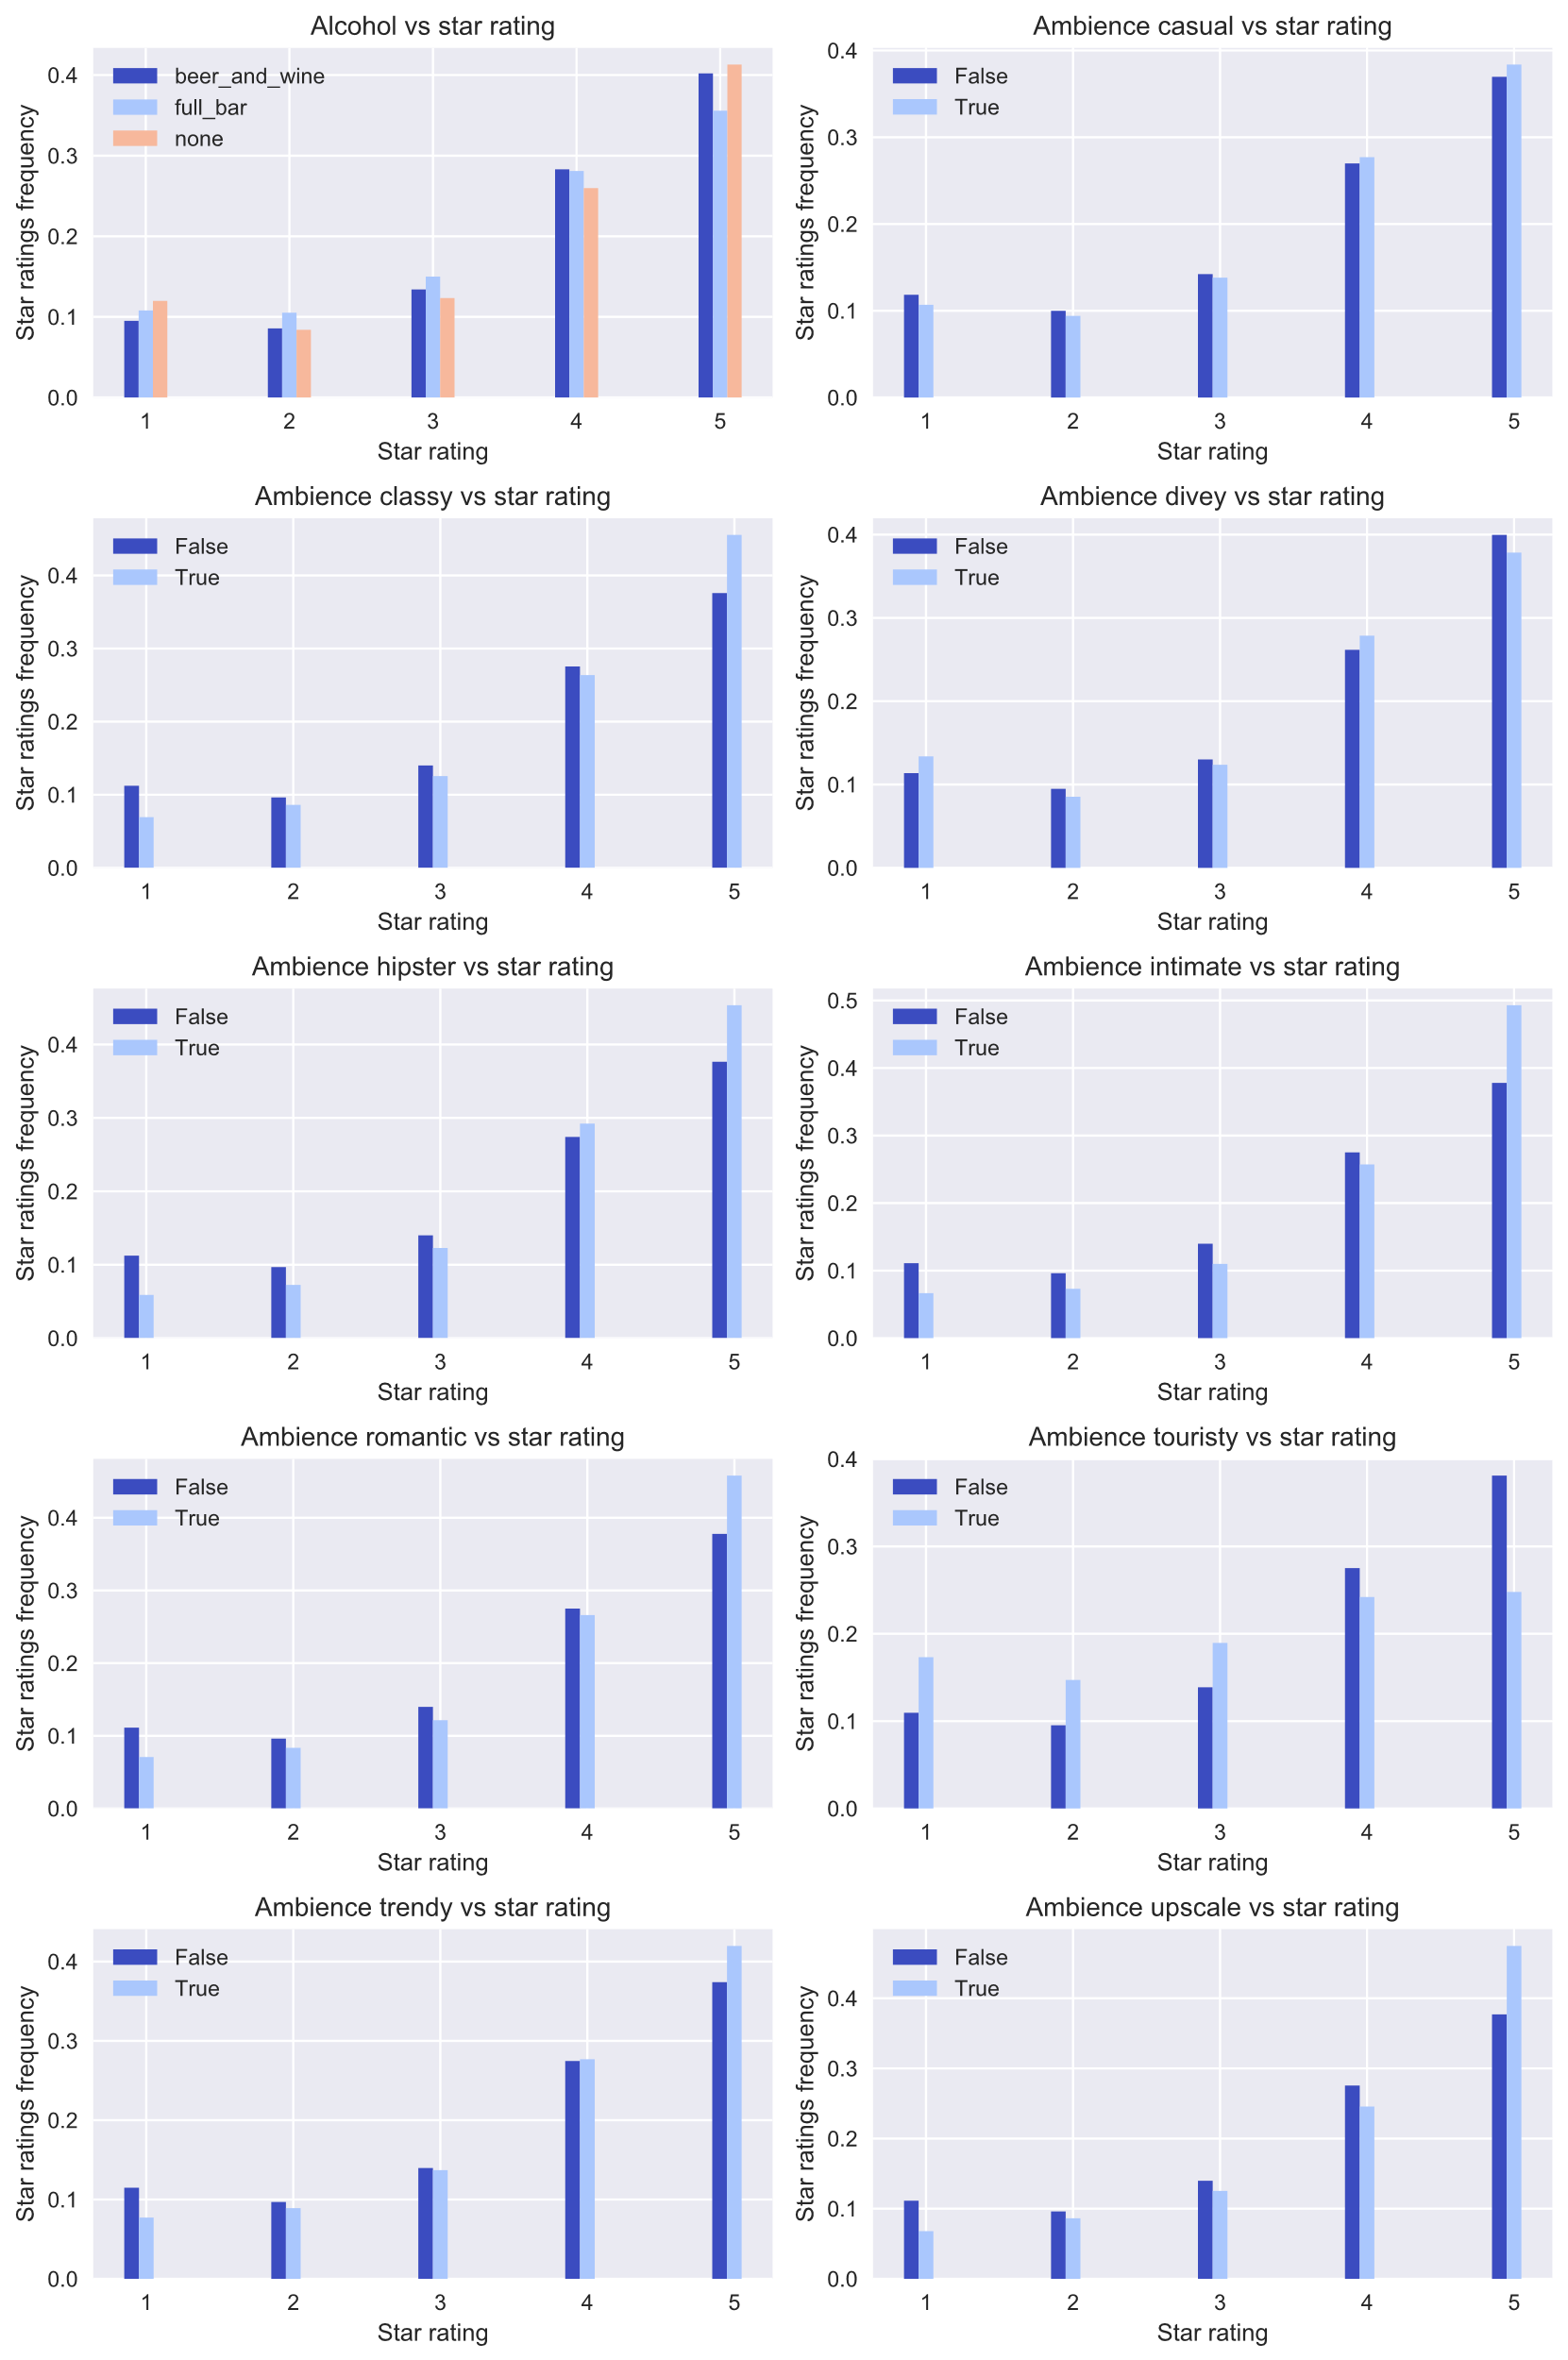 Alcohol vs star rating
Star ratings frequency
0.4
0.3
0.2
0.1
0.0
beer_and_wine
full_bar
none
1 2 3 4 5
Star rating
Ambience casual vs star rating
Star ratings frequency
0.4
0.3
0.2
0.1
0.0
False
True
1 2 3 4 5
Star rating
Ambience classy vs star rating
Star ratings frequency
0.4
0.3
0.2
0.1
0.0
False
True
1 2 3 4 5
Star rating
Ambience divey vs star rating
Star ratings frequency
0.4
0.3
0.2
0.1
0.0
False
True
1 2 3 4 5
Star rating
Ambience hipster vs star rating
Star ratings frequency
0.4
0.3
0.2
0.1
0.0
False
True
1 2 3 4 5
Star rating
Ambience intimate vs star rating
Star ratings frequency
0.5
0.4
0.3
0.2
0.1
0.0
False
True
1 2 3 4 5
Star rating
Ambience romantic vs star rating
Star ratings frequency
0.4
0.3
0.2
0.1
0.0
False
True
1 2 3 4 5
Star rating
Ambience touristy vs star rating
Star ratings frequency
0.4
0.3
0.2
0.1
0.0
False
True
1 2 3 4 5
Star rating
Ambience trendy vs star rating
Star ratings frequency
0.4
0.3
0.2
0.1
0.0
False
True
1 2 3 4 5
Star rating
Ambience upscale vs star rating
Star ratings frequency
0.4
0.3
0.2
0.1
0.0
False
True
1 2 3 4 5
Star rating